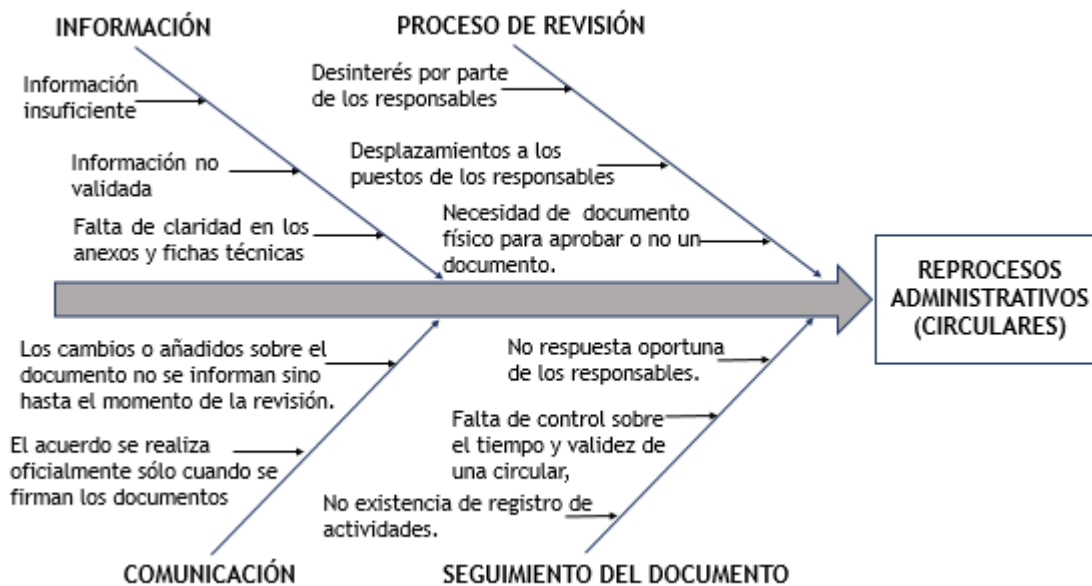 INFORMACIÓN
Información
insuficiente
Información no
validada
Falta de claridad en los
anexos y fichas técnicas
PROCESO DE REVISIÓN
Desinterés por parte
de los responsables
Desplazamientos a los
puestos de los responsables
Necesidad de documento
físico para aprobar o no un
documento.
REPROCESOS
ADMINISTRATIVOS
(CIRCULARES)
Los cambios o añadidos sobre el
documento no se informan sino
hasta el momento de la revisión.
El acuerdo se realiza
oficialmente sólo cuando se
firman los documentos
COMUNICACIÓN
No respuesta oportuna
de los responsables.
Falta de control sobre
el tiempo y validez de
una circular,
No existencia de registro de
actividades.
SEGUIMIENTO DEL DOCUMENTO